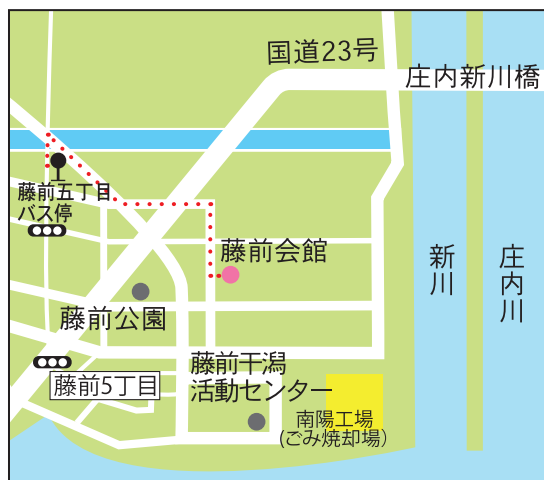 国道23号
庄内新川橋
藤前五丁目
バス停
藤前会館
新川
庄内川
藤前公園
藤前干潟
活動センター
藤前5丁目
南陽工場
(ごみ焼却場)